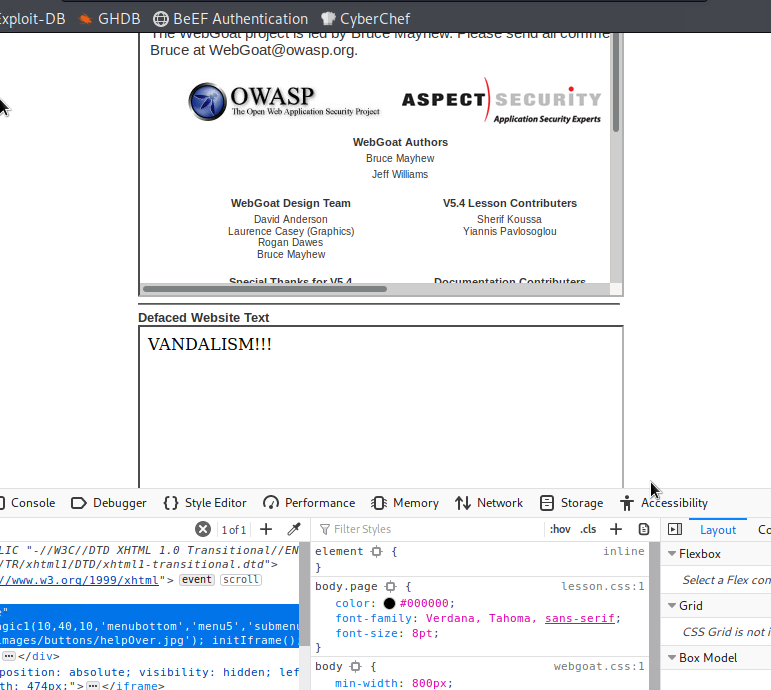 Exploit-DB GHDB BeEF Authentication CyberChef
The WebGoat project is led by Bruce Mayhew. Please send all comme
Bruce at WebGoat@owasp.org.
OWASP
The Open Web Application Security Project
ASPECT SECURITY
Application Security Experts
WebGoat Authors
Bruce Mayhew
Jeff Williams
WebGoat Design Team
David Anderson
Laurence Casey (Graphics)
Rogan Dawes
Bruce Mayhew
V5.4 Lesson Contributers
Sherif Koussa
Yiannis Pavlosoglou
Special Thanks for V5.4
Documentation Contributers
Defaced Website Text
VANDALISM!!!
Console Debugger Style Editor Performance Memory Network Storage Accessibility
1 of 1 + Filter Styles :hov .cls + Layout Co
LIC "-//W3C//DTD XHTML 1.0 Transitional//EN
/TR/xhtml1/DTD/xhtml1-transitional.dtd">
//www.w3.org/1999/xhtml"> event scroll
"
agic1(10,40,10,'menubottom','menu5','submenu
images/buttons/helpOver.jpg'); initIframe();
</div>
position: absolute; visibility: hidden; lef
th: 474px;"> </iframe>
element { inline
}
body.page { lesson.css:1
color: #000000;
font-family: Verdana, Tahoma, sans-serif;
font-size: 8pt;
}
body { webgoat.css:1
min-width: 800px;
Flexbox
Select a Flex con
Grid
CSS Grid is not i
Box Model